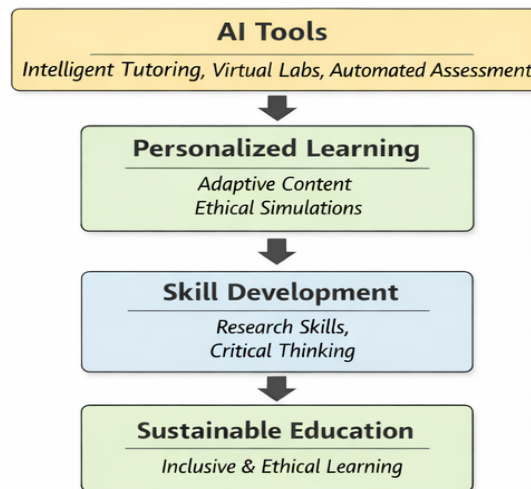 AI Tools
Intelligent Tutoring, Virtual Labs, Automated Assessment
Personalized Learning
Adaptive Content
Ethical Simulations
Skill Development
Research Skills,
Critical Thinking
Sustainable Education
Inclusive & Ethical Learning